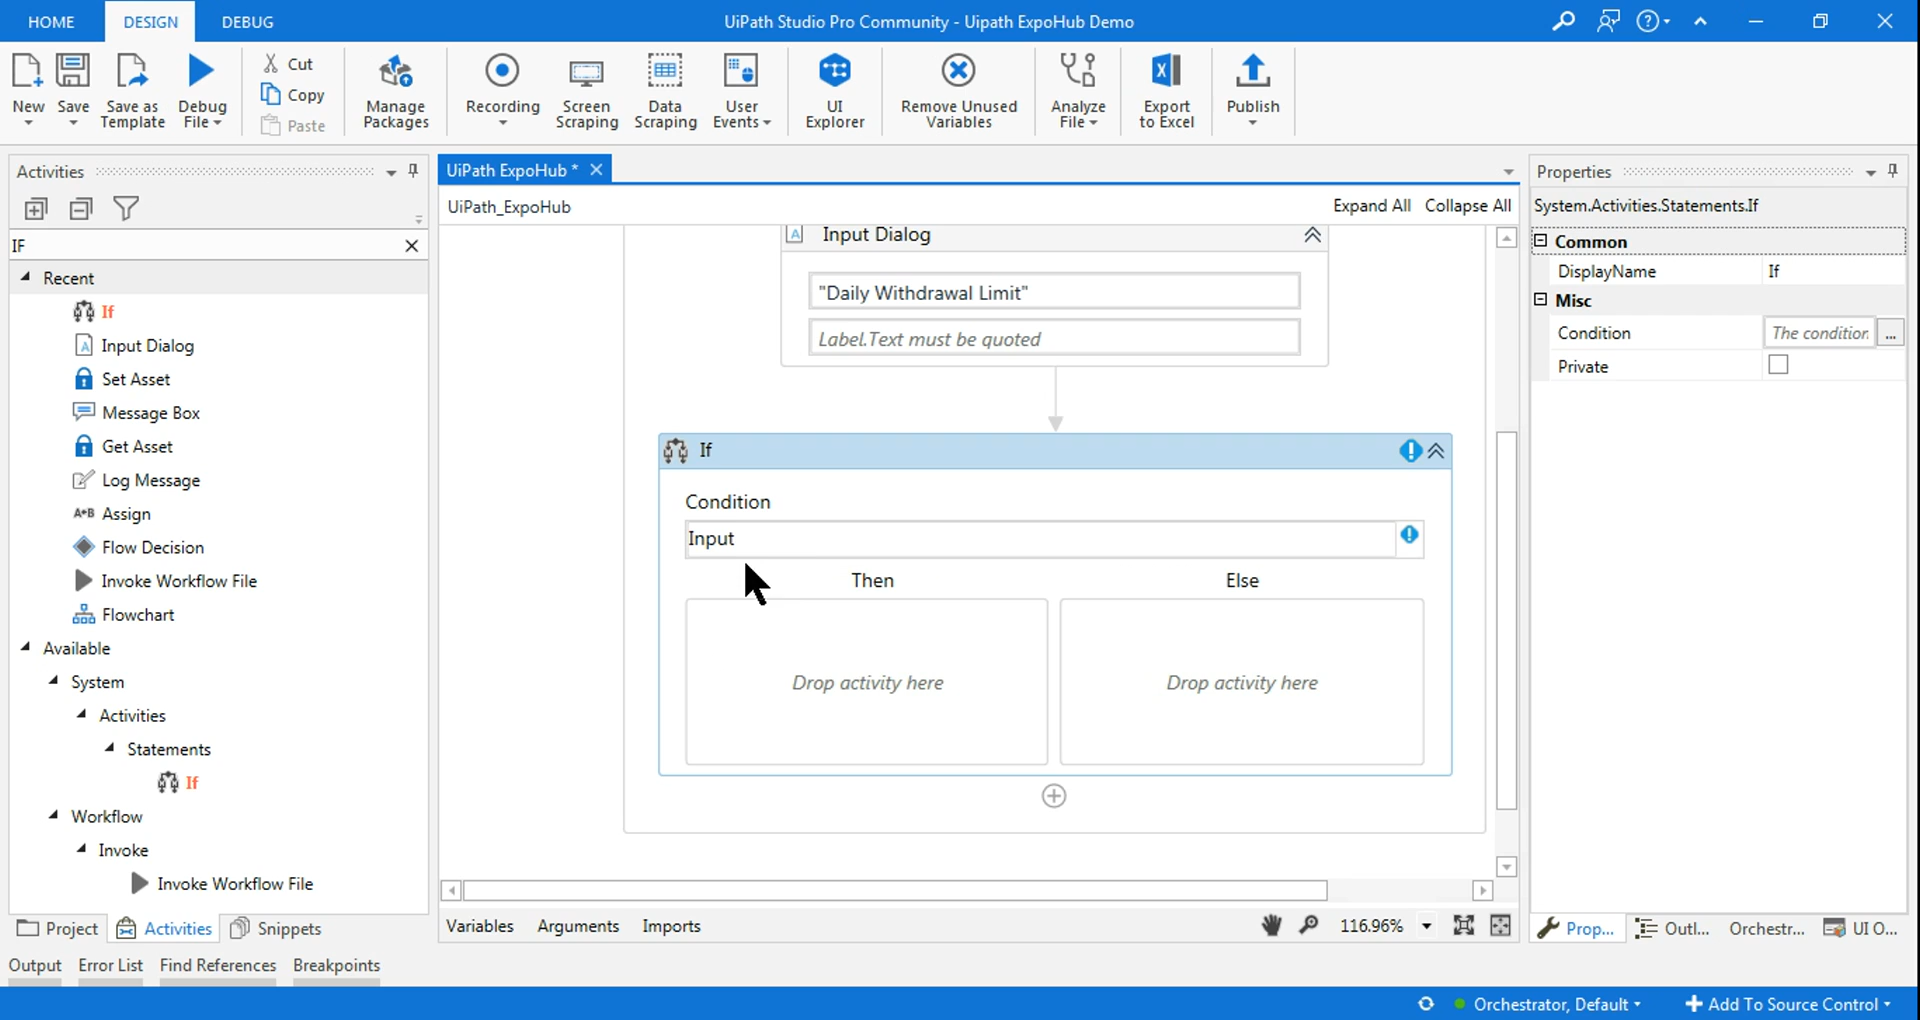 HOME DESIGN DEBUG UiPath Studio Pro Community - Uipath ExpoHub Demo
New Save Save as Template Debug File
Cut
Copy
Paste
Manage Packages
Recording
Screen Scraping
Data Scraping
User Events
UI Explorer
Remove Unused Variables
Analyze File
Export to Excel
Publish
Activities
IF
Recent
If
Input Dialog
Set Asset
Message Box
Get Asset
Log Message
A+B Assign
Flow Decision
Invoke Workflow File
Flowchart
Available
System
Activities
Statements
If
Workflow
Invoke
Invoke Workflow File
Project Activities Snippets
UiPath ExpoHub *
UiPath_ExpoHub Expand All Collapse All
Input Dialog
"Daily Withdrawal Limit"
Label.Text must be quoted
If
Condition
Input
Then Else
Drop activity here Drop activity here
Variables Arguments Imports 116.96%
Properties
System.Activities.Statements.If
Common
DisplayName If
Misc
Condition The condition ...
Private
Prop... Outl... Orchestr... UI O...
Output Error List Find References Breakpoints
Orchestrator, Default Add To Source Control